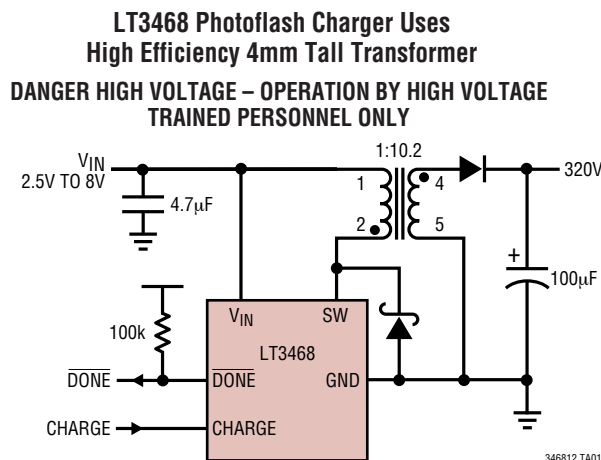 LT3468 Photoflash Charger Uses
High Efficiency 4mm Tall Transformer
DANGER HIGH VOLTAGE – OPERATION BY HIGH VOLTAGE
TRAINED PERSONNEL ONLY
VIN
2.5V TO 8V
4.7µF
1:10.2
1
2
4
5
320V
+
100µF
100k
VIN
SW
LT3468
DONE
DONE
GND
CHARGE
CHARGE
346812 TA01